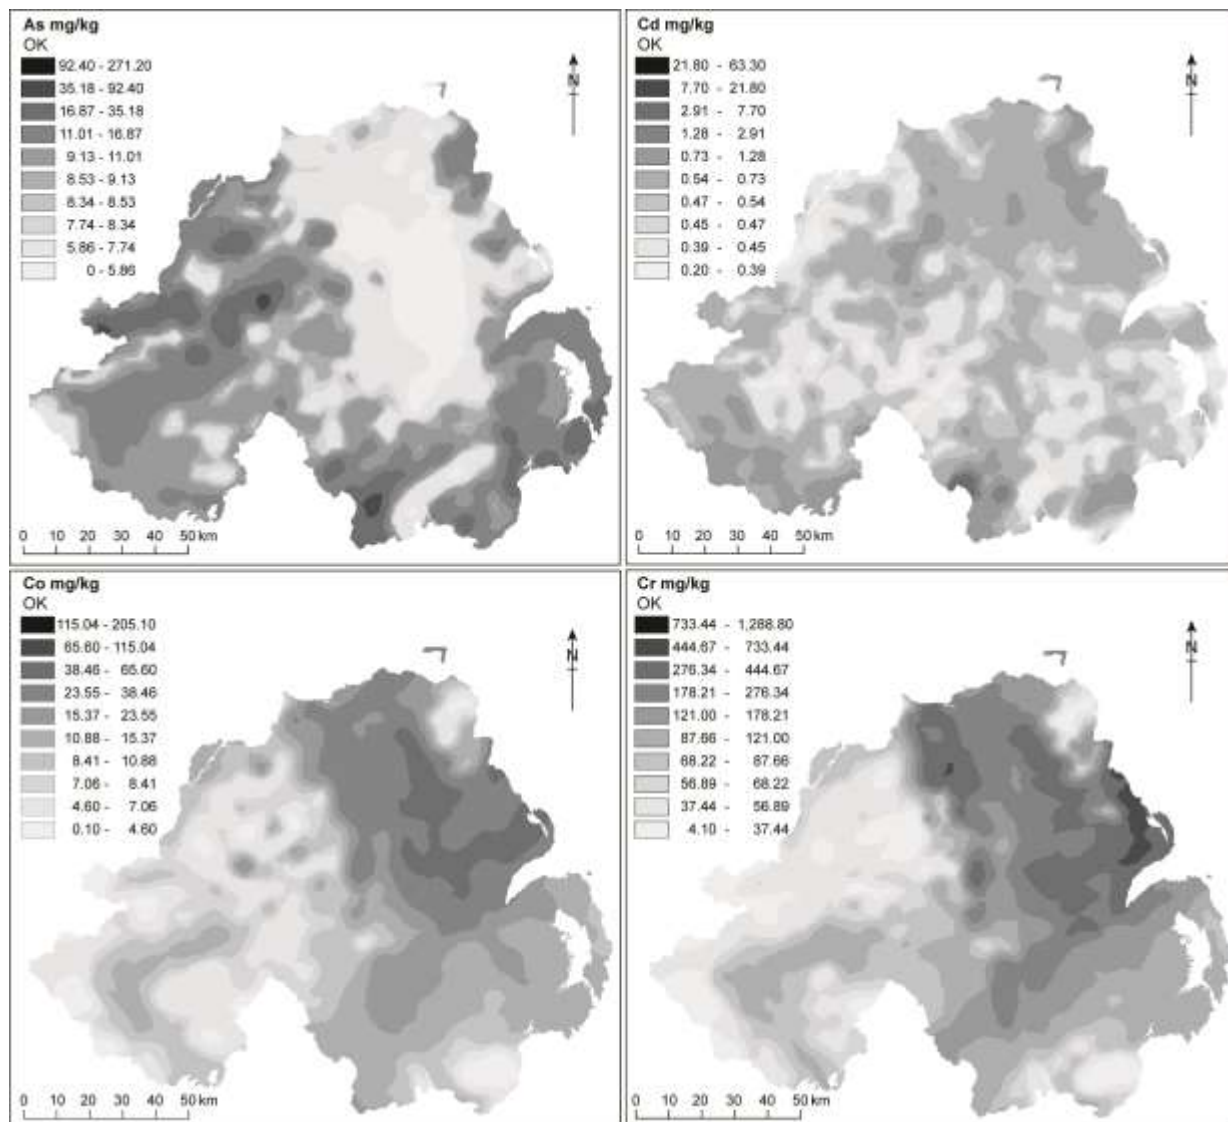 As mg/kg
OK
92.40 - 271.20
35.18 - 92.40
16.87 - 35.18
11.01 - 16.87
9.13 - 11.01
8.53 - 9.13
8.34 - 8.53
7.74 - 8.34
5.86 - 7.74
0 - 5.86
N
0 10 20 30 40 50 km
Cd mg/kg
OK
21.80 - 63.30
7.70 - 21.80
2.91 - 7.70
1.28 - 2.91
0.73 - 1.28
0.54 - 0.73
0.47 - 0.54
0.45 - 0.47
0.39 - 0.45
0.20 - 0.39
N
0 10 20 30 40 50 km
Co mg/kg
OK
115.04 - 205.10
65.60 - 115.04
38.46 - 65.60
23.55 - 38.46
15.37 - 23.55
10.88 - 15.37
8.41 - 10.88
7.06 - 8.41
4.60 - 7.06
0.10 - 4.60
N
0 10 20 30 40 50 km
Cr mg/kg
OK
733.44 - 1,288.80
444.67 - 733.44
276.34 - 444.67
178.21 - 276.34
121.00 - 178.21
87.66 - 121.00
68.22 - 87.66
56.89 - 68.22
37.44 - 56.89
4.10 - 37.44
N
0 10 20 30 40 50 km